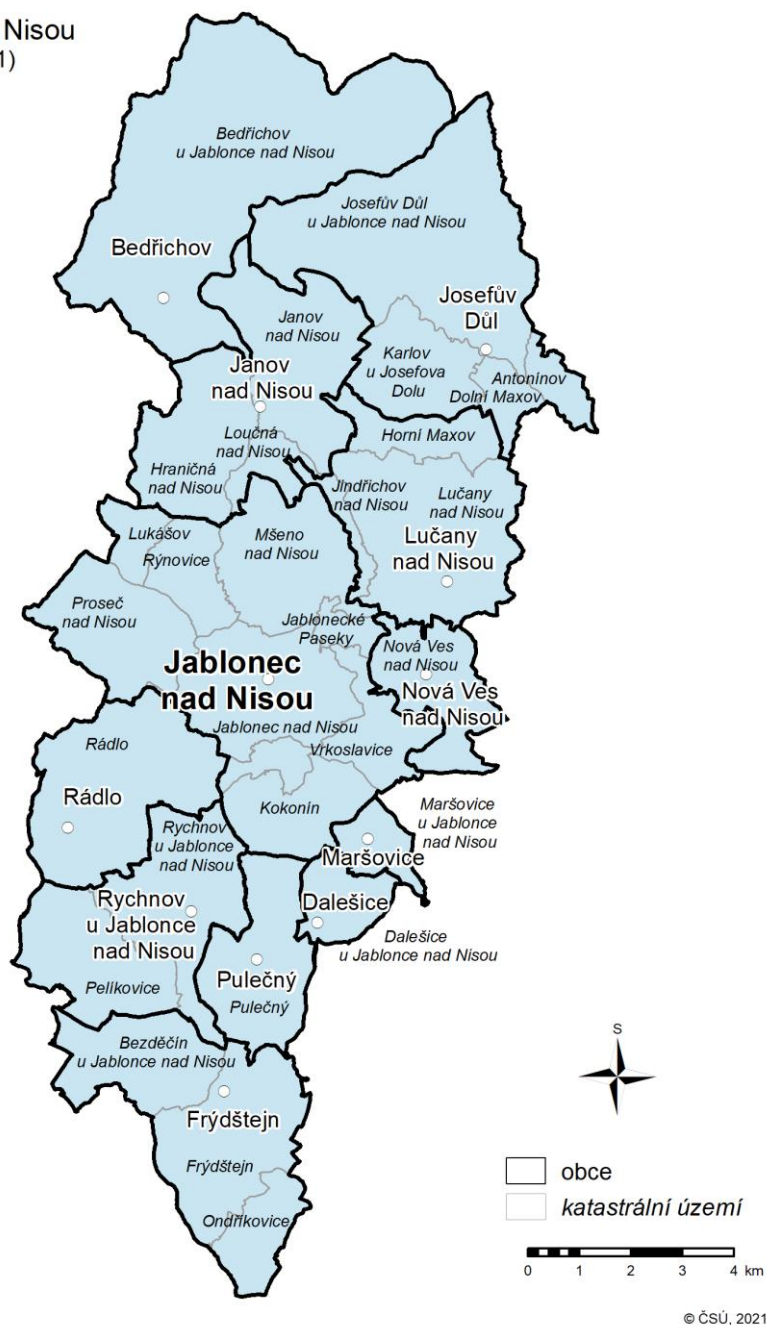 Nisou
1)
Bedřichov
u Jablonce nad Nisou
Josefův Důl
u Jablonce nad Nisou
Bedřichov
Josefův
Důl
Janov
nad Nisou
Karlov
u Josefova
Dolu
Antonínov
Dolní Maxov
Janov
nad Nisou
Loučná
nad Nisou
Horní Maxov
Hraničná
nad Nisou
Jindřichov
nad Nisou
Lučany
nad Nisou
Lukášov
Rýnovice
Mšeno
nad Nisou
Lučany
nad Nisou
Proseč
nad Nisou
Jablonecké
Paseky
Nová Ves
nad Nisou
Jablonec
nad Nisou
Nová Ves
nad Nisou
Jablonec nad Nisou
Vrkoslavice
Rádlo
Rádlo
Kokonín
Maršovice
u Jablonce
nad Nisou
Rychnov
u Jablonce
nad Nisou
Maršovice
Rychnov
u Jablonce
nad Nisou
Dalešice
Dalešice
u Jablonce nad Nisou
Pelíkovice
Pulečný
Pulečný
Bezděčín
u Jablonce nad Nisou
Frýdštejn
Frýdštejn
Ondříkovice
S
obce
katastrální území
0 1 2 3 4 km
© ČSÚ, 2021